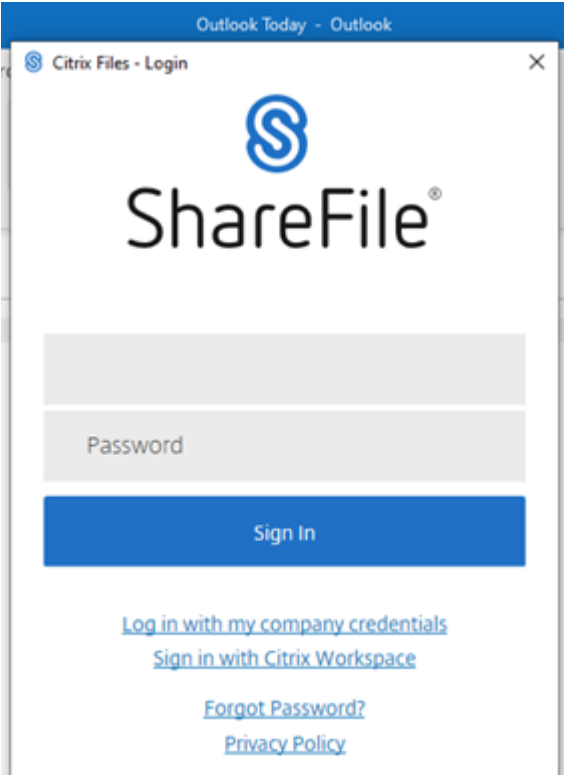 Outlook Today - Outlook
Citrix Files - Login
ShareFile®
Password
Sign In
Log in with my company credentials
Sign in with Citrix Workspace
Forgot Password?
Privacy Policy